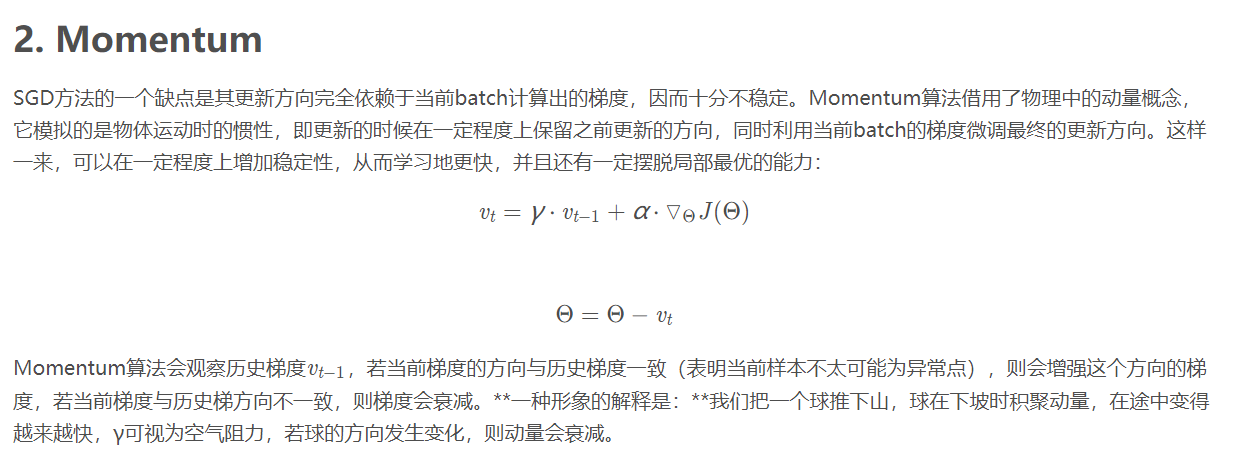 2. Momentum
SGD方法的一个缺点是其更新方向完全依赖于当前batch计算出的梯度，因而十分不稳定。Momentum算法借用了物理中的动量概念，
它模拟的是物体运动时的惯性，即更新的时候在一定程度上保留之前更新的方向，同时利用当前batch的梯度微调最终的更新方向。这样
一来，可以在一定程度上增加稳定性，从而学习地更快，并且还有一定摆脱局部最优的能力：
v_t = γ · v_{t−1} + α · ▽_Θ J(Θ)
Θ = Θ − v_t
Momentum算法会观察历史梯度v_{t−1}，若当前梯度的方向与历史梯度一致（表明当前样本不太可能为异常点），则会增强这个方向的梯
度，若当前梯度与历史梯方向不一致，则梯度会衰减。**一种形象的解释是：**我们把一个球推下山，球在下坡时积聚动量，在途中变得
越来越快，γ可视为空气阻力，若球的方向发生变化，则动量会衰减。